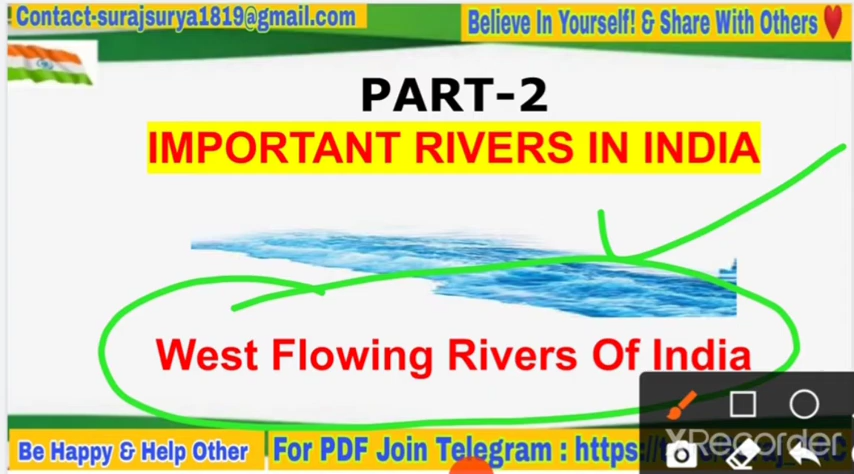 Contact-surajsurya1819@gmail.com
Believe In Yourself! & Share With Others
PART-2
IMPORTANT RIVERS IN INDIA
West Flowing Rivers Of India
Be Happy & Help Other
For PDF Join Telegram : https:
XRecorder